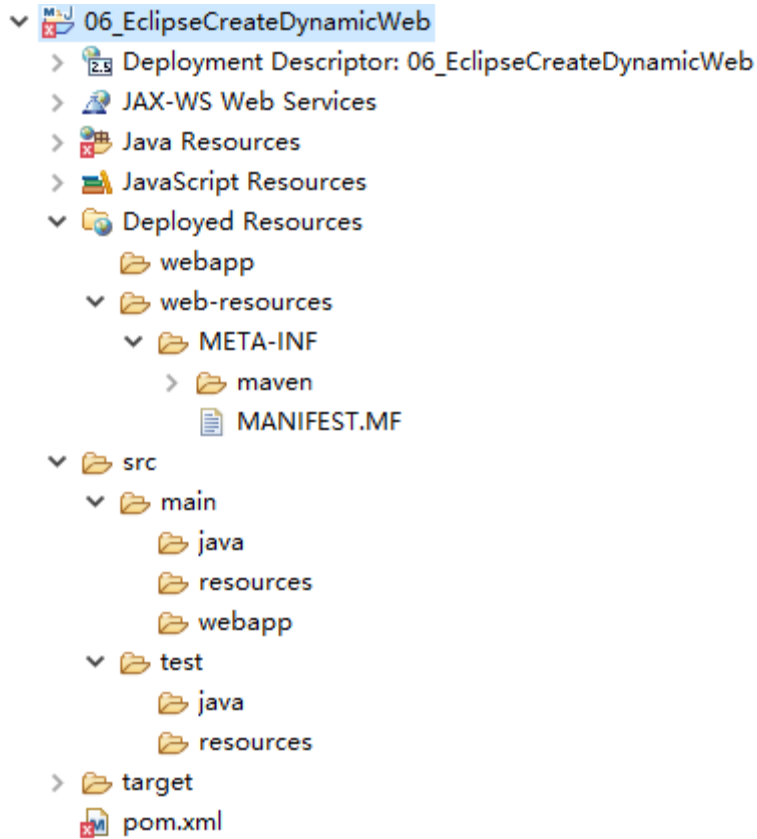 06_EclipseCreateDynamicWeb
Deployment Descriptor: 06_EclipseCreateDynamicWeb
JAX-WS Web Services
Java Resources
JavaScript Resources
Deployed Resources
webapp
web-resources
META-INF
maven
MANIFEST.MF
src
main
java
resources
webapp
test
java
resources
target
pom.xml